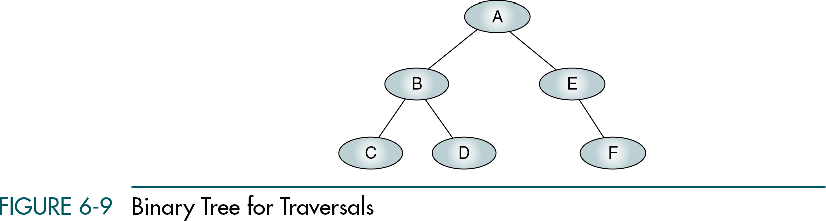 A
B E
C D F
FIGURE 6-9 Binary Tree for Traversals